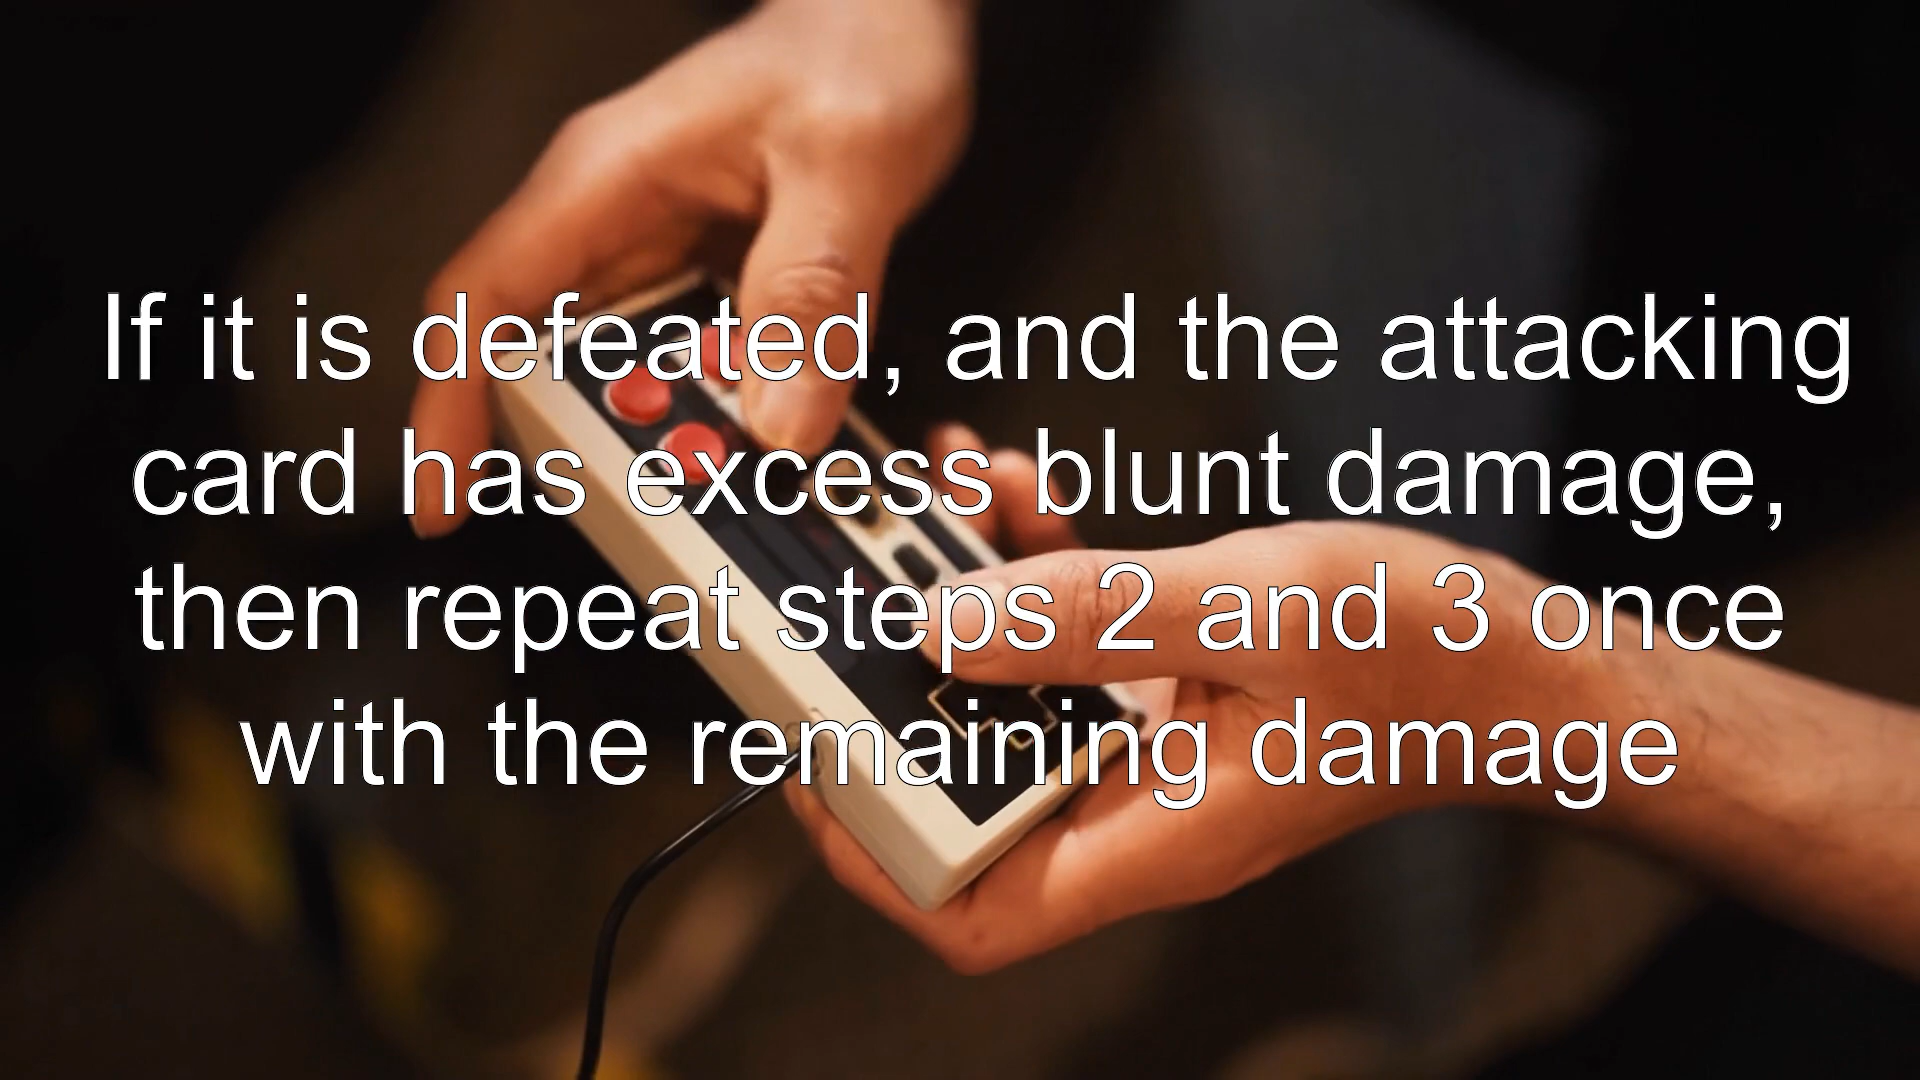 If it is defeated, and the attacking
card has excess blunt damage,
then repeat steps 2 and 3 once
with the remaining damage